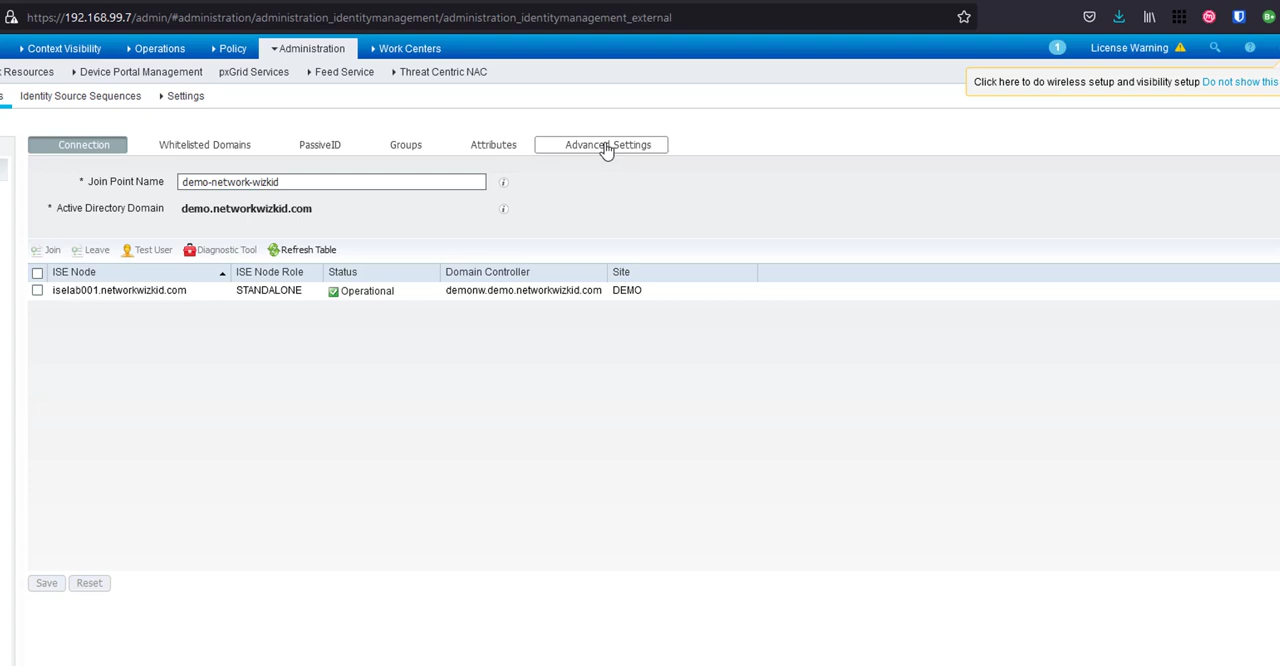 https://192.168.99.7/admin/#administration/administration_identitymanagement/administration_identitymanagement_external
Context Visibility Operations Policy Administration Work Centers 1 License Warning
Resources Device Portal Management pxGrid Services Feed Service Threat Centric NAC
Click here to do wireless setup and visibility setup Do not show this
s Identity Source Sequences Settings
Connection Whitelisted Domains PassiveID Groups Attributes Advanced Settings
* Join Point Name demo-network-wizkid
* Active Directory Domain demo.networkwizkid.com
Join Leave Test User Diagnostic Tool Refresh Table
ISE Node ISE Node Role Status Domain Controller Site
iselab001.networkwizkid.com STANDALONE Operational demonw.demo.networkwizkid.com DEMO
Save Reset